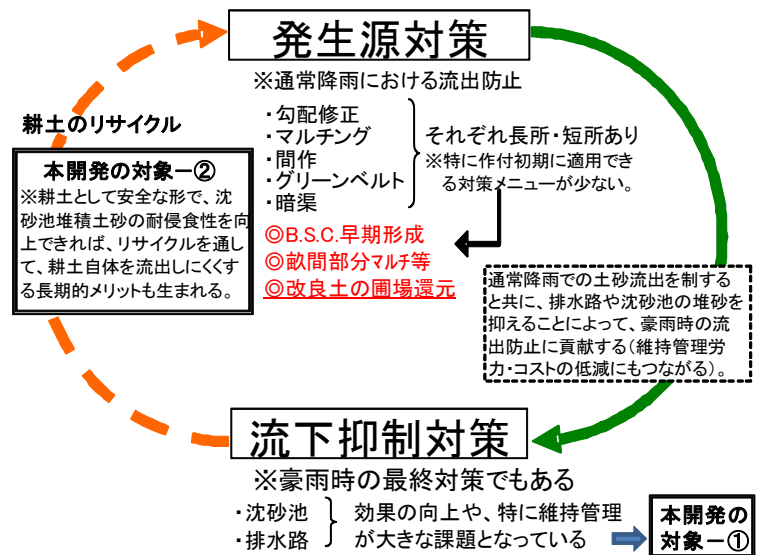 発生源対策
※通常降雨における流出防止
・勾配修正
・マルチング
・間作
・グリーンベルト
・暗渠
それぞれ長所・短所あり
※特に作付初期に適用でき
る対策メニューが少ない。
◎B.S.C.早期形成
◎畝間部分マルチ等
◎改良土の圃場還元
耕土のリサイクル
本開発の対象－②
※耕土として安全な形で、沈
砂池堆積土砂の耐侵食性を向
上できれば、リサイクルを通し
て、耕土自体を流出しにくくす
る長期的メリットも生まれる。
通常降雨での土砂流出を制する
と共に、排水路や沈砂池の堆砂を
抑えることによって、豪雨時の流
出防止に貢献する（維持管理労
力・コストの低減にもつながる）。
流下抑制対策
※豪雨時の最終対策でもある
・沈砂池
・排水路
効果の向上や、特に維持管理
が大きな課題となっている
本開発の
対象－①